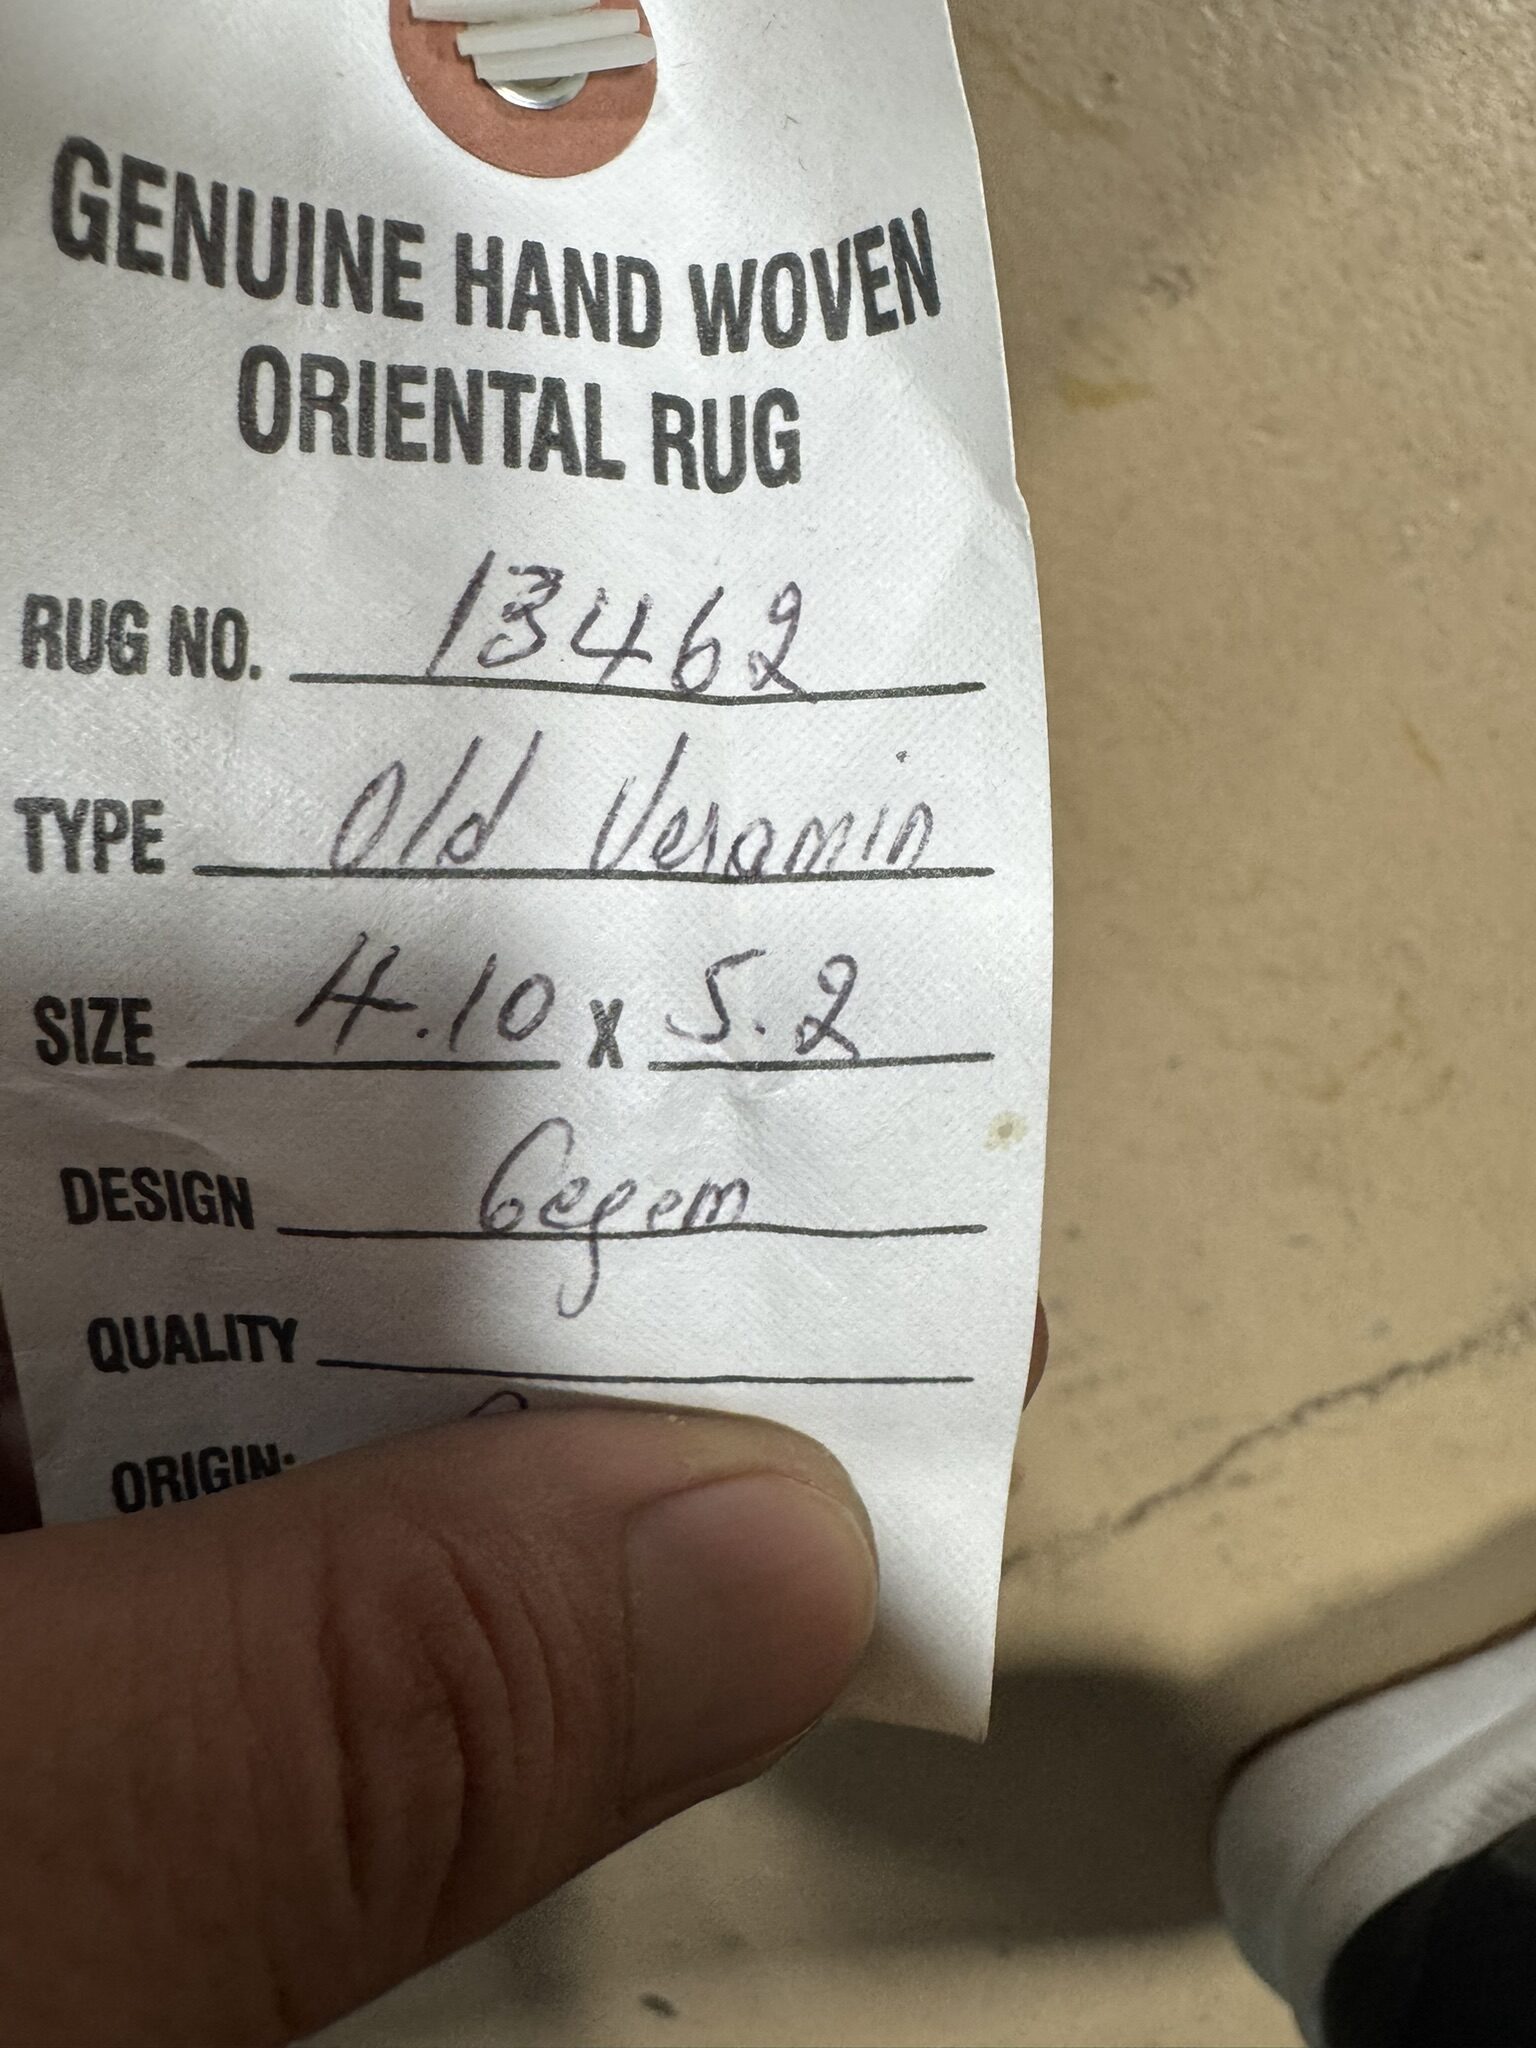 GENUINE HAND WOVEN
ORIENTAL RUG
RUG NO. 13462
TYPE Old Veramin
SIZE 4.10 X 5.2
DESIGN
QUALITY
ORIGIN: